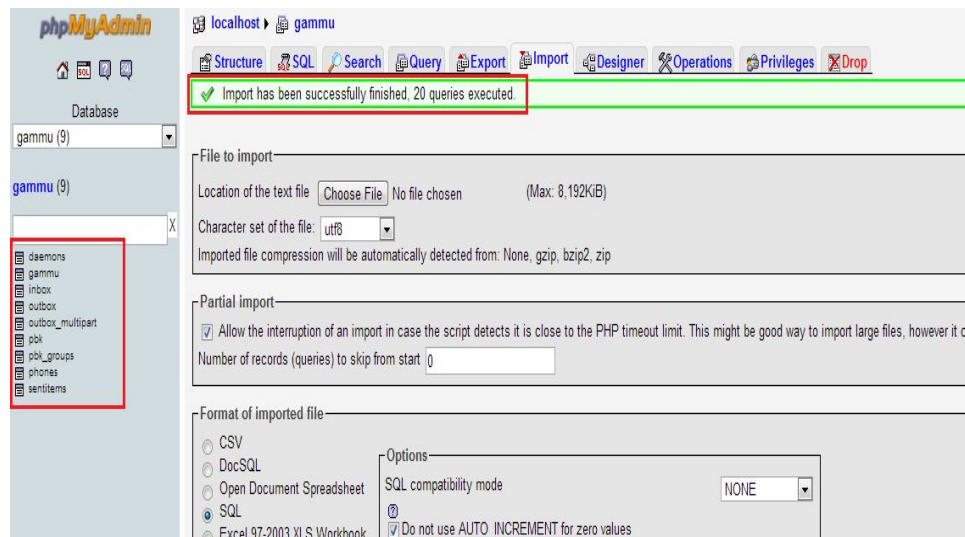 phpMyAdmin
Database
gammu (9)
gammu (9)
X
daemons
gammu
inbox
outbox
outbox_multipart
pbk
pbk_groups
phones
sentitems
localhost gammu
Structure SQL Search Query Export Import Designer Operations Privileges Drop
Import has been successfully finished, 20 queries executed.
File to import
Location of the text file Choose File No file chosen (Max: 8,192KiB)
Character set of the file: utf8
Imported file compression will be automatically detected from: None, gzip, bzip2, zip
Partial import
Allow the interruption of an import in case the script detects it is close to the PHP timeout limit. This might be good way to import large files, however it c
Number of records (queries) to skip from start 0
Format of imported file
CSV
DocSQL
Open Document Spreadsheet
SQL
Excel 97-2003 XLS Workbook
Options
SQL compatibility mode NONE
Do not use AUTO_INCREMENT for zero values